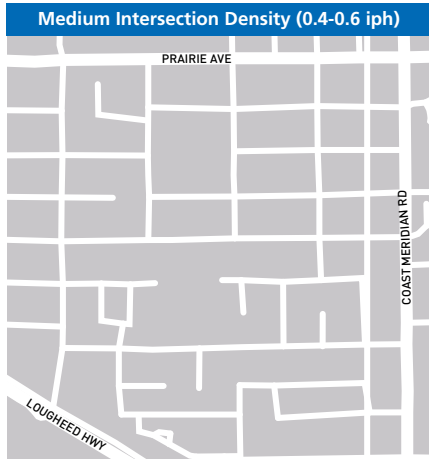 Medium Intersection Density (0.4-0.6 iph)
PRAIRIE AVE
COAST MERIDIAN RD
LOUGHEED HWY